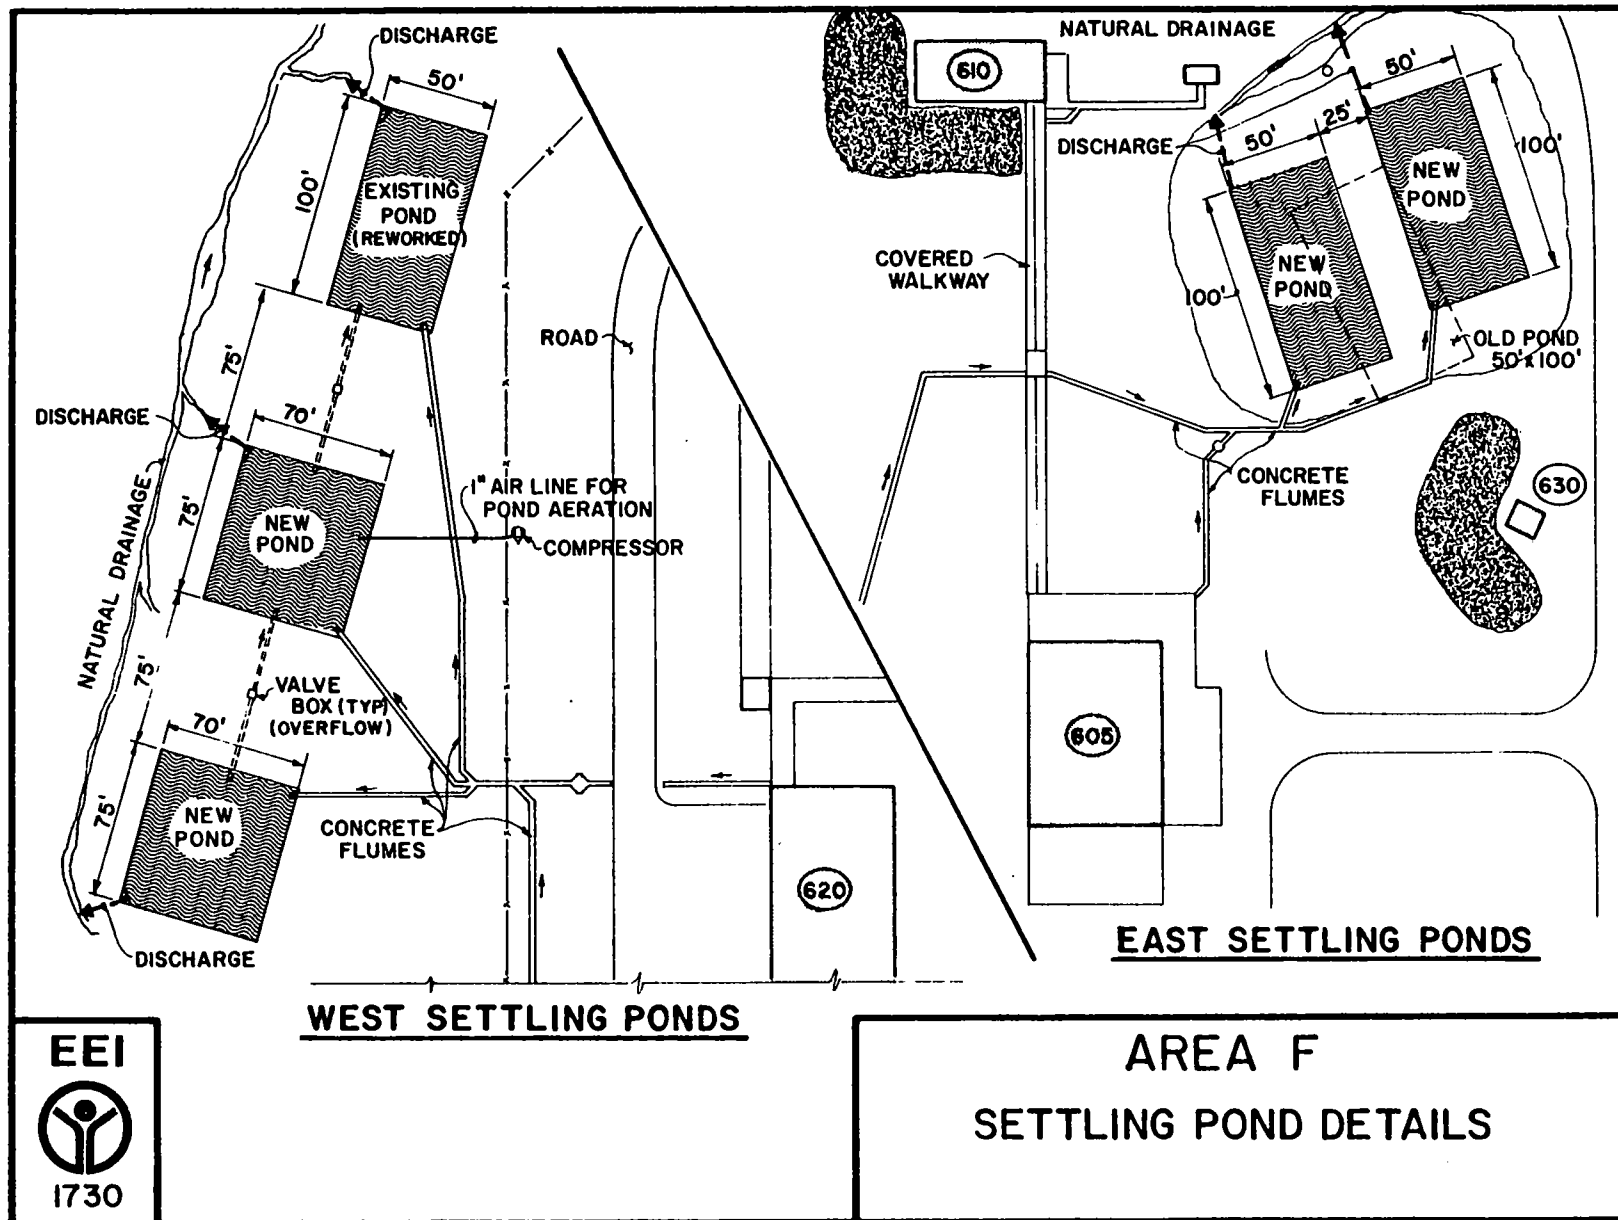 DISCHARGE
50'
100'
EXISTING
POND
(REWORKED)
75'
DISCHARGE
70'
75'
NEW
POND
1" AIR LINE FOR
POND AERATION
COMPRESSOR
ROAD
NATURAL DRAINAGE
75'
VALVE
BOX (TYP)
(OVERFLOW)
70'
75'
NEW
POND
CONCRETE
FLUMES
DISCHARGE
620
WEST SETTLING PONDS
NATURAL DRAINAGE
610
50'
25'
50'
DISCHARGE
100'
NEW
POND
COVERED
WALKWAY
NEW
POND
100'
OLD POND
50'x100'
CONCRETE
FLUMES
630
605
EAST SETTLING PONDS
EEI
1730
AREA F
SETTLING POND DETAILS